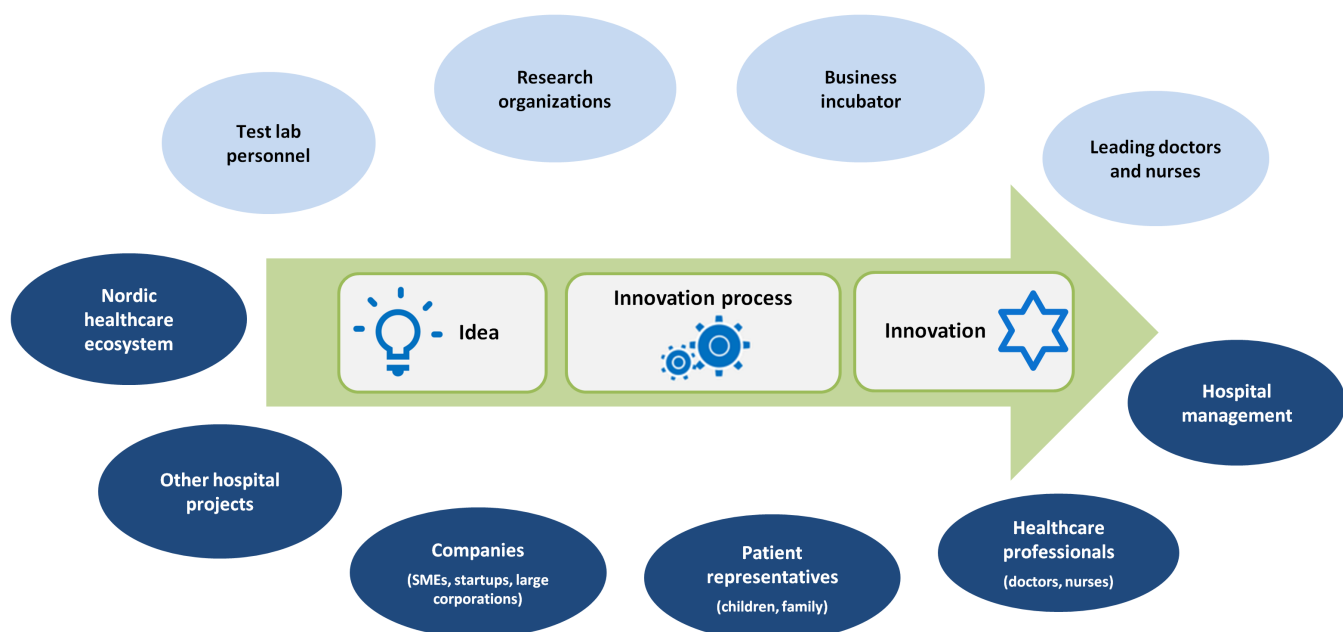 Research
organizations
Business
incubator
Test lab
personnel
Leading doctors
and nurses
Nordic
healthcare
ecosystem
Idea
Innovation process
Innovation
Hospital
management
Other hospital
projects
Companies
(SMEs, startups, large
corporations)
Patient
representatives
(children, family)
Healthcare
professionals
(doctors, nurses)